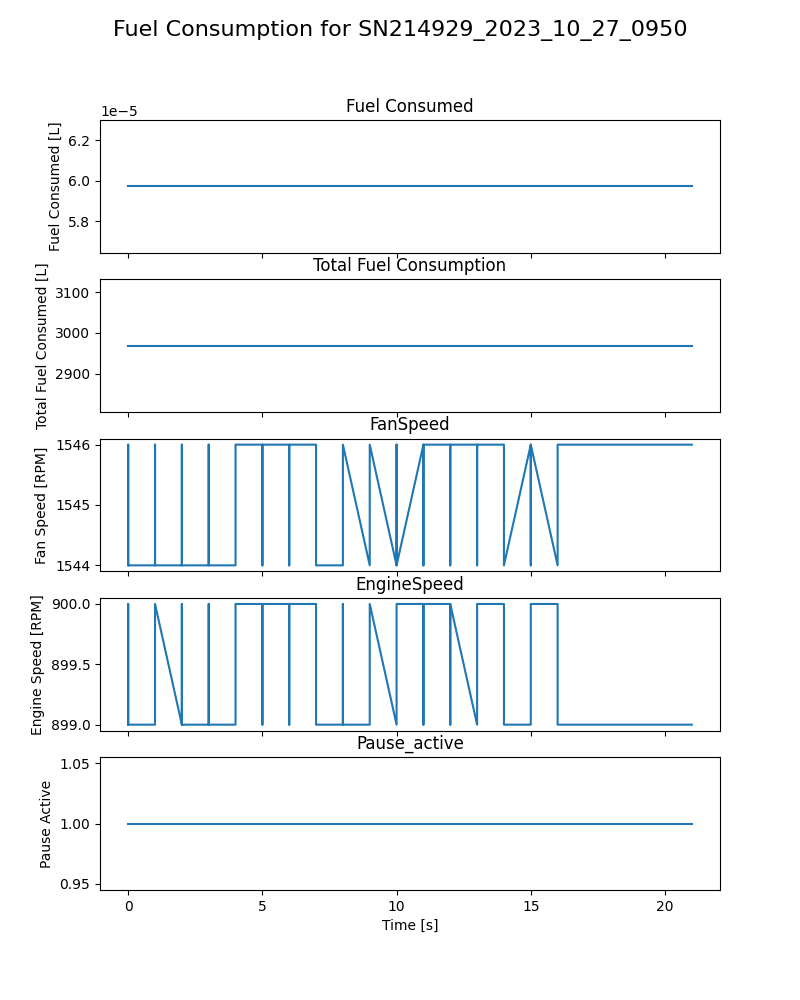 Fuel Consumption for SN214929_2023_10_27_0950
Fuel Consumed
1e−5
Fuel Consumed [L]
6.2
6.0
5.8
Total Fuel Consumption
Total Fuel Consumed [L]
3100
3000
2900
FanSpeed
Fan Speed [RPM]
1546
1545
1544
EngineSpeed
Engine Speed [RPM]
900.0
899.5
899.0
Pause_active
Pause Active
1.05
1.00
0.95
0 5 10 15 20
Time [s]